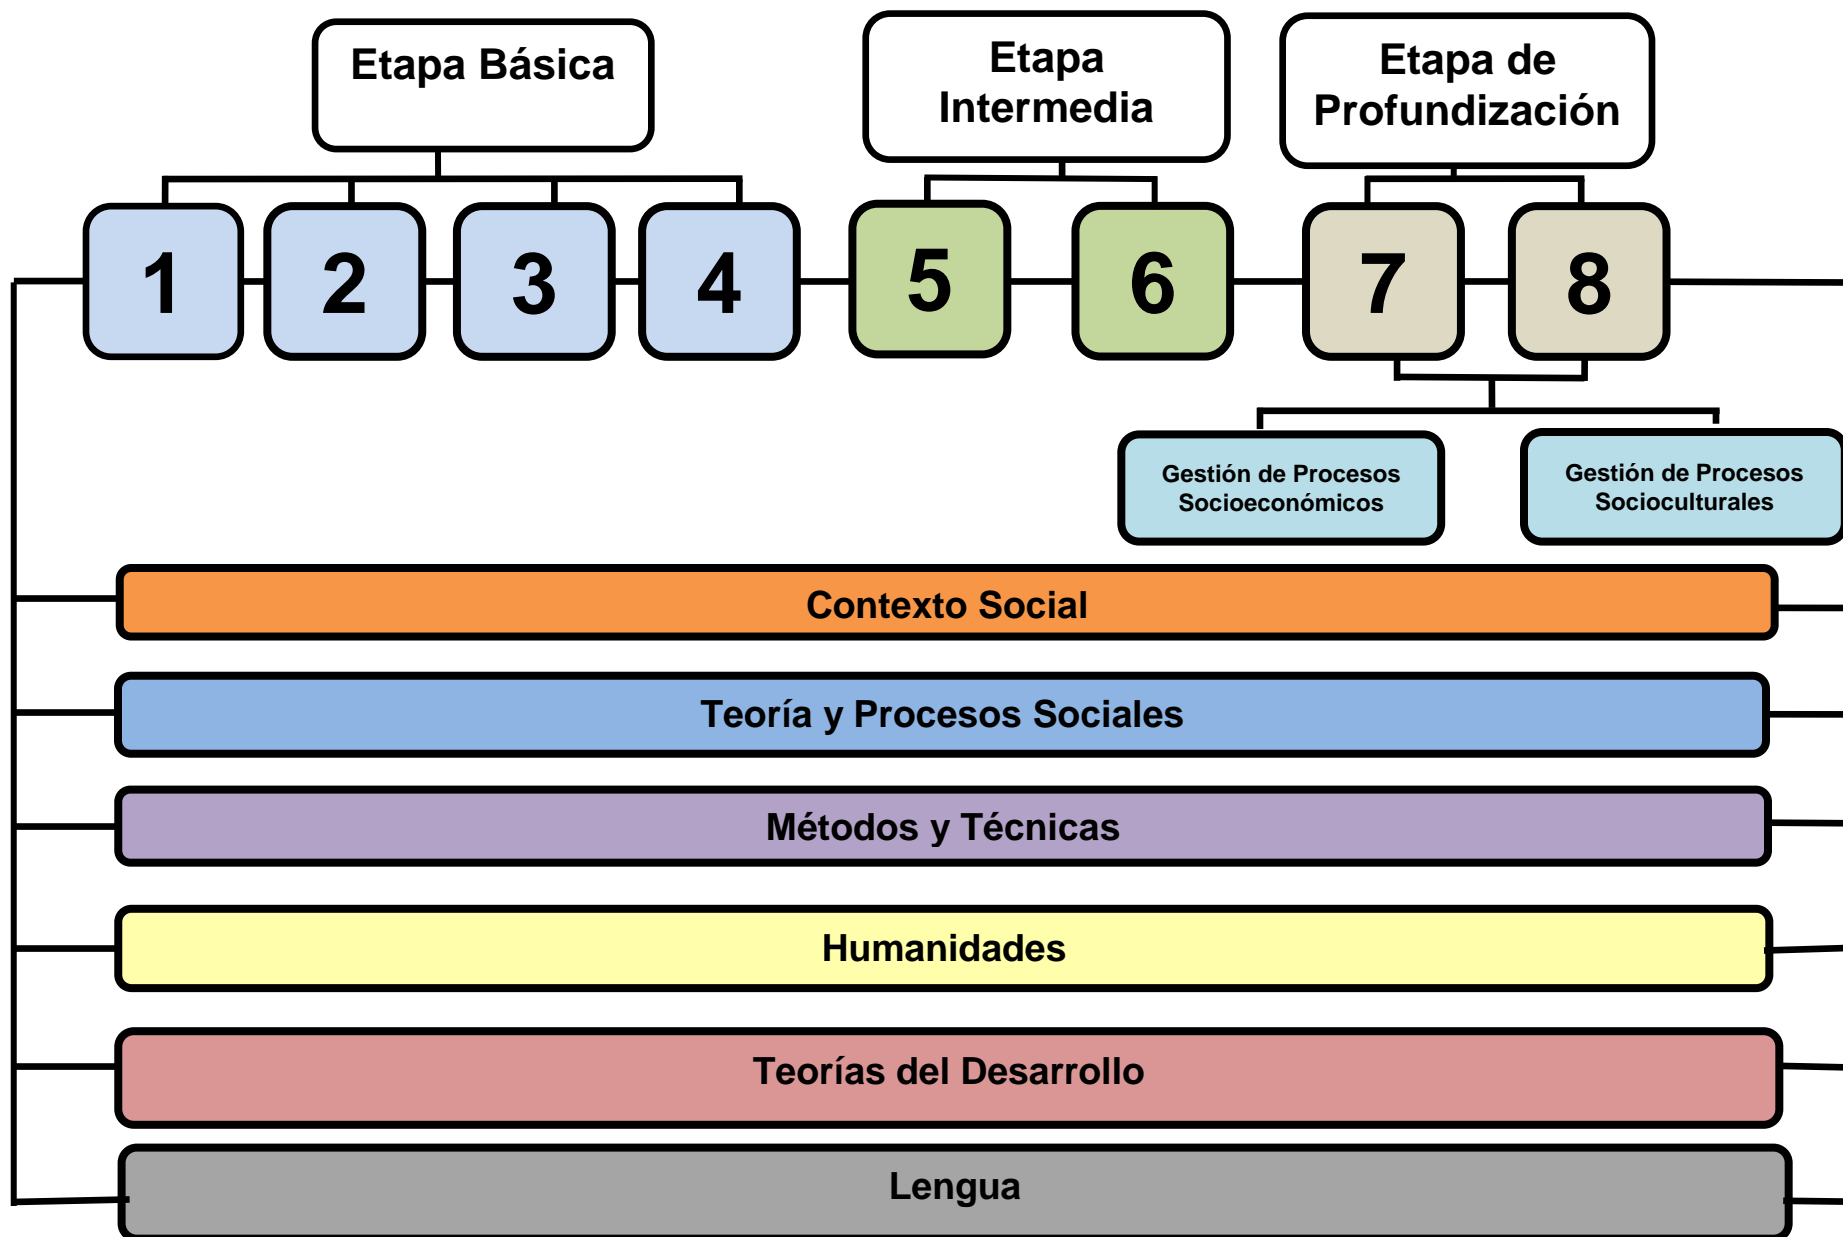 Etapa Básica
Etapa
Intermedia
Etapa de
Profundización
1
2
3
4
5
6
7
8
Gestión de Procesos
Socioeconómicos
Gestión de Procesos
Socioculturales
Contexto Social
Teoría y Procesos Sociales
Métodos y Técnicas
Humanidades
Teorías del Desarrollo
Lengua